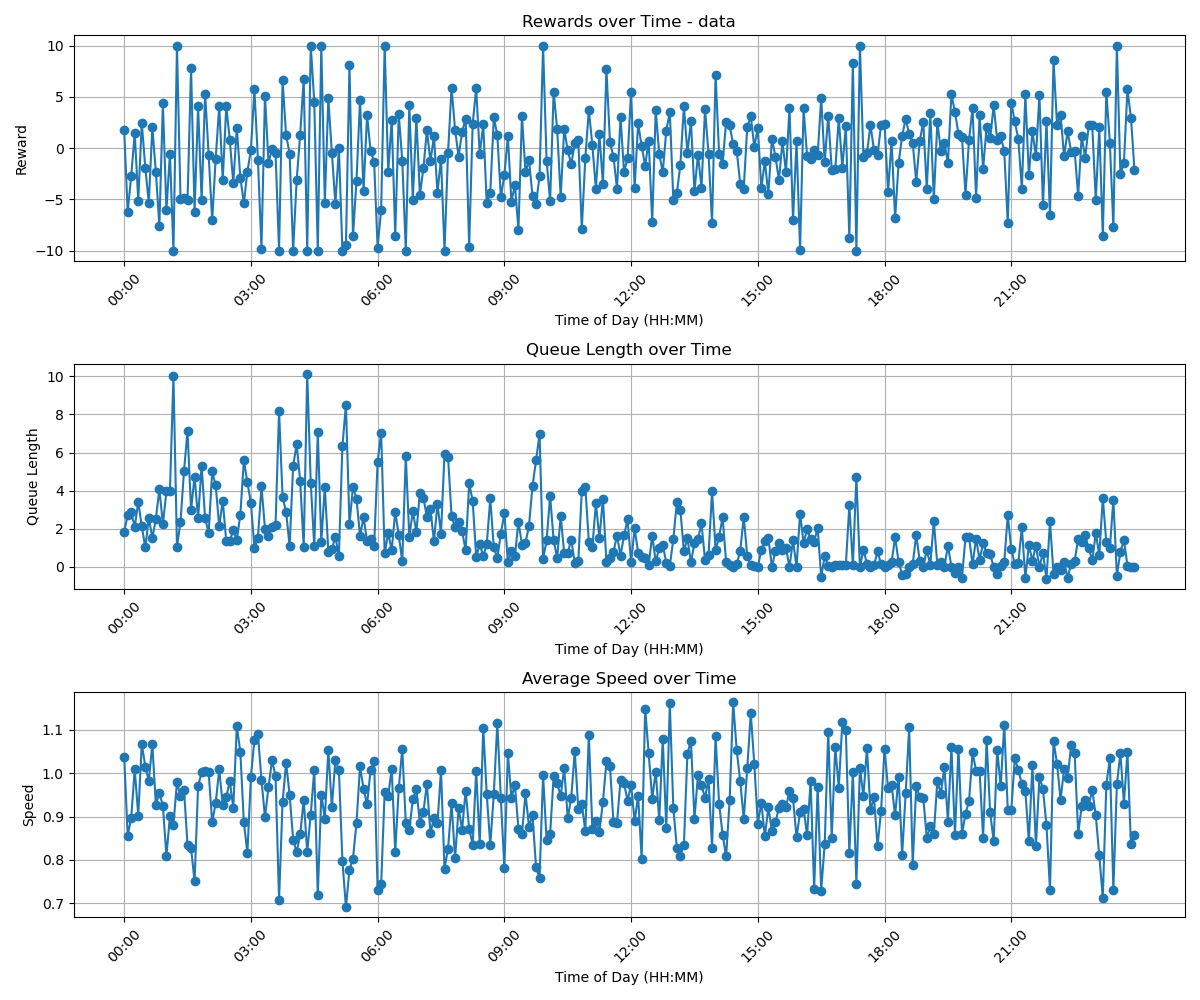 Rewards over Time - data
10
5
0
−5
−10
Reward
00:00 03:00 06:00 09:00 12:00 15:00 18:00 21:00
Time of Day (HH:MM)
Queue Length over Time
10
8
6
4
2
0
Queue Length
00:00 03:00 06:00 09:00 12:00 15:00 18:00 21:00
Time of Day (HH:MM)
Average Speed over Time
1.1
1.0
0.9
0.8
0.7
Speed
00:00 03:00 06:00 09:00 12:00 15:00 18:00 21:00
Time of Day (HH:MM)